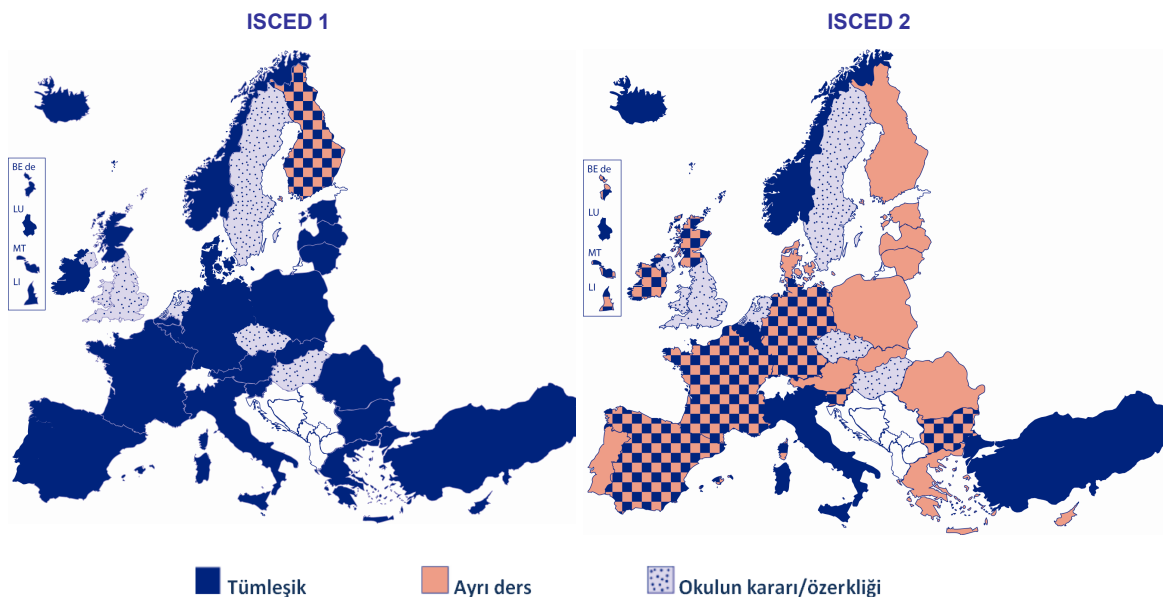 ISCED 1
ISCED 2
BE de
LU
MT
LI
BE de
LU
MT
LI
Tümleşik
Ayrı ders
Okulun kararı/özerkliği